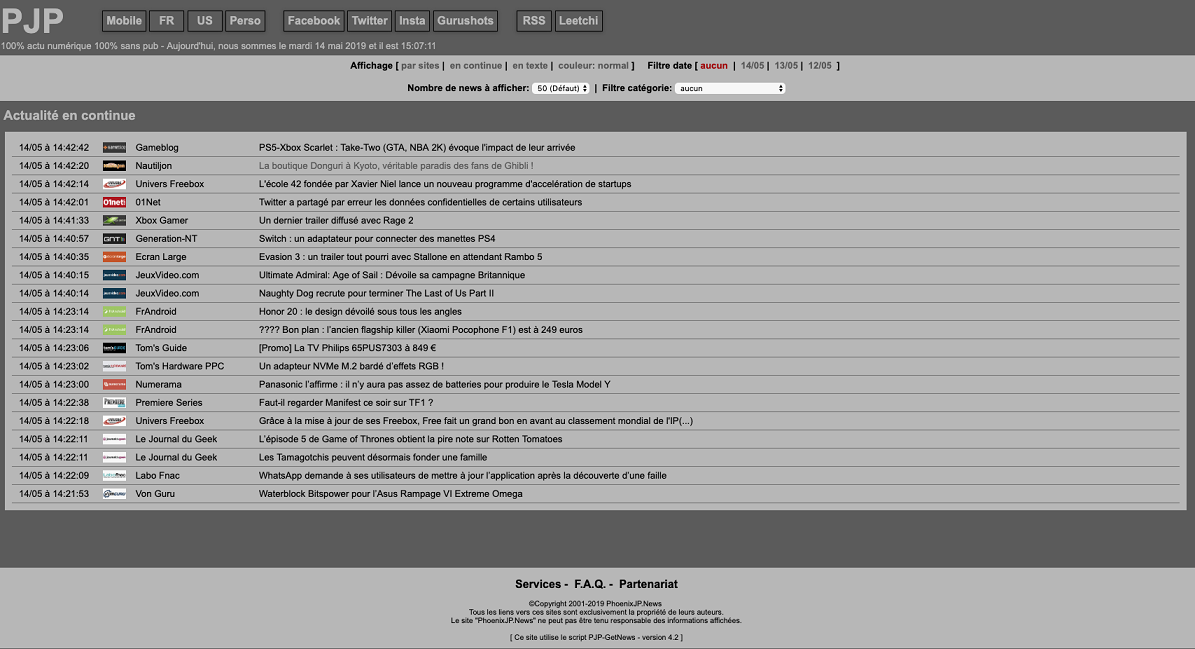 PJP Mobile FR US Perso Facebook Twitter Insta Gurushots RSS Leetchi
100% actu numérique 100% sans pub - Aujourd'hui, nous sommes le mardi 14 mai 2019 et il est 15:07:11
Affichage [ par sites | en continue | en texte | couleur: normal ] Filtre date [ aucun | 14/05 | 13/05 | 12/05 ]
Nombre de news à afficher: 50 (Défaut) | Filtre catégorie: aucun
Actualité en continue
14/05 à 14:42:42 Gameblog PS5-Xbox Scarlet : Take-Two (GTA, NBA 2K) évoque l'impact de leur arrivée
14/05 à 14:42:20 Nautiljon La boutique Donguri à Kyoto, véritable paradis des fans de Ghibli !
14/05 à 14:42:14 Univers Freebox L'école 42 fondée par Xavier Niel lance un nouveau programme d'accélération de startups
14/05 à 14:42:01 01net. 01Net Twitter a partagé par erreur les données confidentielles de certains utilisateurs
14/05 à 14:41:33 Xbox Gamer Un dernier trailer diffusé avec Rage 2
14/05 à 14:40:57 GNT Generation-NT Switch : un adaptateur pour connecter des manettes PS4
14/05 à 14:40:35 Ecran Large Evasion 3 : un trailer tout pourri avec Stallone en attendant Rambo 5
14/05 à 14:40:15 JeuxVideo.com Ultimate Admiral: Age of Sail : Dévoile sa campagne Britannique
14/05 à 14:40:14 JeuxVideo.com Naughty Dog recrute pour terminer The Last of Us Part II
14/05 à 14:23:14 FrAndroid Honor 20 : le design dévoilé sous tous les angles
14/05 à 14:23:14 FrAndroid ???? Bon plan : l'ancien flagship killer (Xiaomi Pocophone F1) est à 249 euros
14/05 à 14:23:06 Tom's Guide [Promo] La TV Philips 65PUS7303 à 849 €
14/05 à 14:23:02 Tom's Hardware PPC Un adaptateur NVMe M.2 bardé d'effets RGB !
14/05 à 14:23:00 Numerama Panasonic l'affirme : il n'y aura pas assez de batteries pour produire le Tesla Model Y
14/05 à 14:22:38 PREMIERE Premiere Series Faut-il regarder Manifest ce soir sur TF1 ?
14/05 à 14:22:18 Univers Freebox Grâce à la mise à jour de ses Freebox, Free fait un grand bon en avant au classement mondial de l'IP(...)
14/05 à 14:22:11 Le Journal du Geek L'épisode 5 de Game of Thrones obtient la pire note sur Rotten Tomatoes
14/05 à 14:22:11 Le Journal du Geek Les Tamagotchis peuvent désormais fonder une famille
14/05 à 14:22:09 Labo Fnac WhatsApp demande à ses utilisateurs de mettre à jour l'application après la découverte d'une faille
14/05 à 14:21:53 Von Guru Waterblock Bitspower pour l'Asus Rampage VI Extreme Omega
Services - F.A.Q. - Partenariat
©Copyright 2001-2019 PhoenixJP.News
Tous les liens vers ces sites sont exclusivement la propriété de leurs auteurs.
Le site "PhoenixJP.News" ne peut pas être tenu responsable des informations affichées.
[ Ce site utilise le script PJP-GetNews - version 4.2 ]